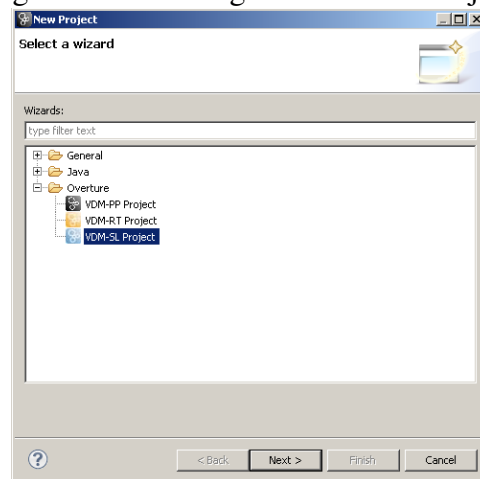 New Project
Select a wizard
Wizards:
type filter text
General
Java
Overture
VDM-PP Project
VDM-RT Project
VDM-SL Project
?
< Back Next > Finish Cancel